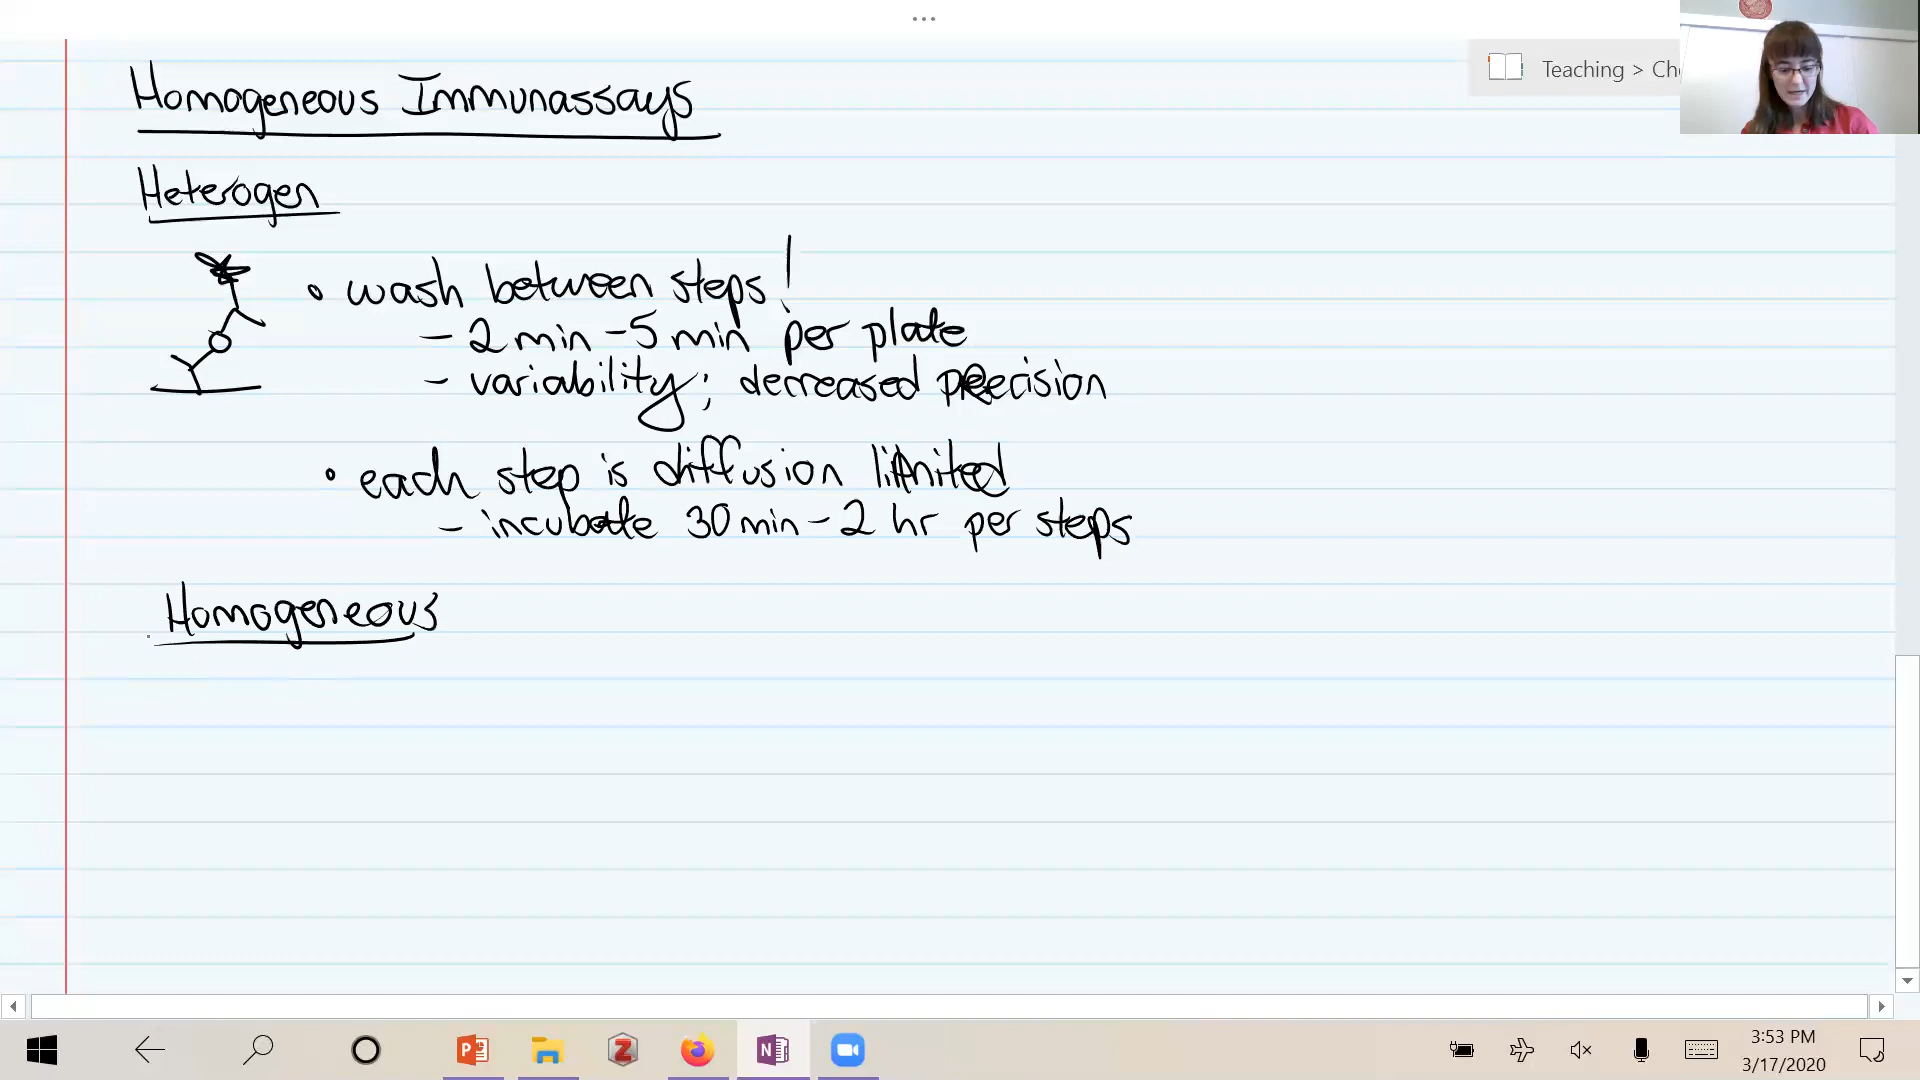 Homogeneous Immunassays
Teaching > Ch
Heterogen
• wash between steps!
- 2 min - 5 min per plate
- variability; decreased precision
• each step is diffusion limited
- incubate 30 min - 2 hr per steps
Homogeneous
3:53 PM
3/17/2020